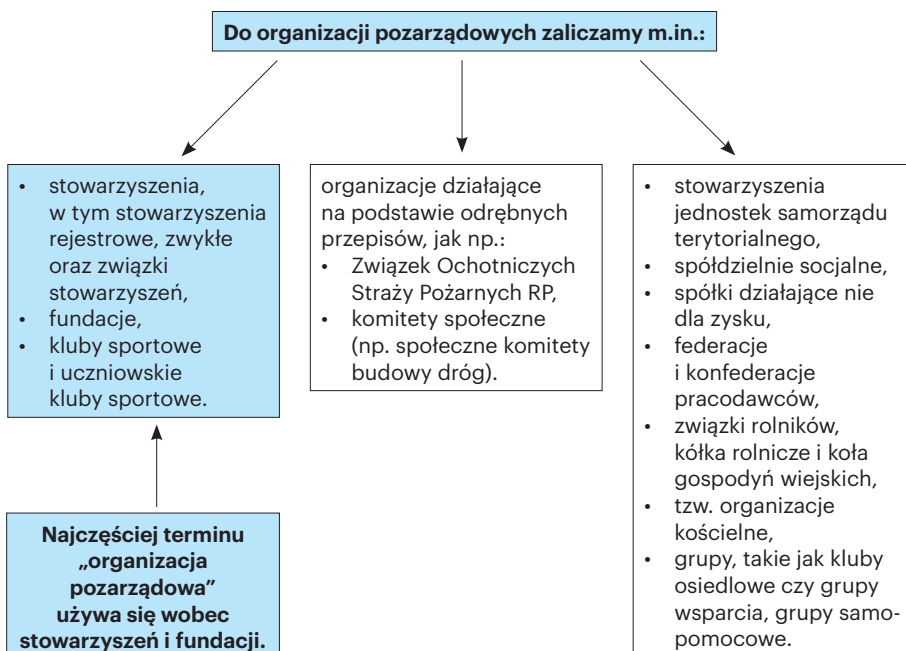 Do organizacji pozarządowych zaliczamy m.in.:
• stowarzyszenia,
w tym stowarzyszenia
rejestrowe, zwykłe
oraz związki
stowarzyszeń,
• fundacje,
• kluby sportowe
i uczniowskie
kluby sportowe.
Najczęściej terminu
„organizacja
pozarządowa”
używa się wobec
stowarzyszeń i fundacji.
organizacje działające
na podstawie odrębnych
przepisów, jak np.:
• Związek Ochotniczych
Straży Pożarnych RP,
• komitety społeczne
(np. społeczne komitety
budowy dróg).
• stowarzyszenia
jednostek samorządu
terytorialnego,
• spółdzielnie socjalne,
• spółki działające nie
dla zysku,
• federacje
i konfederacje
pracodawców,
• związki rolników,
kółka rolnicze i koła
gospodyń wiejskich,
• tzw. organizacje
kościelne,
• grupy, takie jak kluby
osiedlowe czy grupy
wsparcia, grupy samo-
pomocowe.